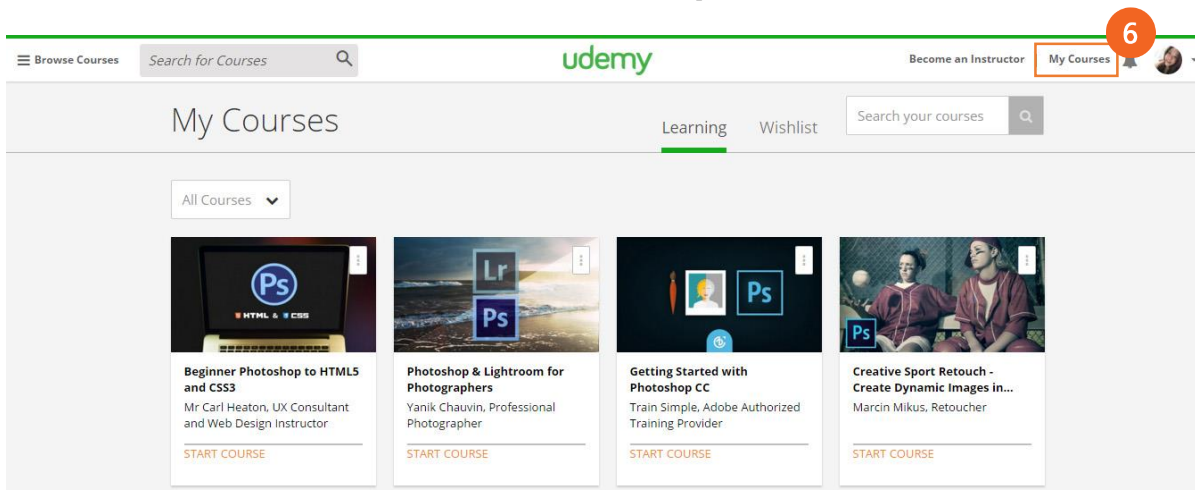 6
Browse Courses
Search for Courses
udemy
Become an Instructor
My Courses
My Courses
Learning
Wishlist
Search your courses
All Courses
Ps
HTML & CSS
Lr
Ps
Ps
Ps
Beginner Photoshop to HTML5
and CSS3
Mr Carl Heaton, UX Consultant
and Web Design Instructor
START COURSE
Photoshop & Lightroom for
Photographers
Yanik Chauvin, Professional
Photographer
START COURSE
Getting Started with
Photoshop CC
Train Simple, Adobe Authorized
Training Provider
START COURSE
Creative Sport Retouch -
Create Dynamic Images in...
Marcin Mikus, Retoucher
START COURSE